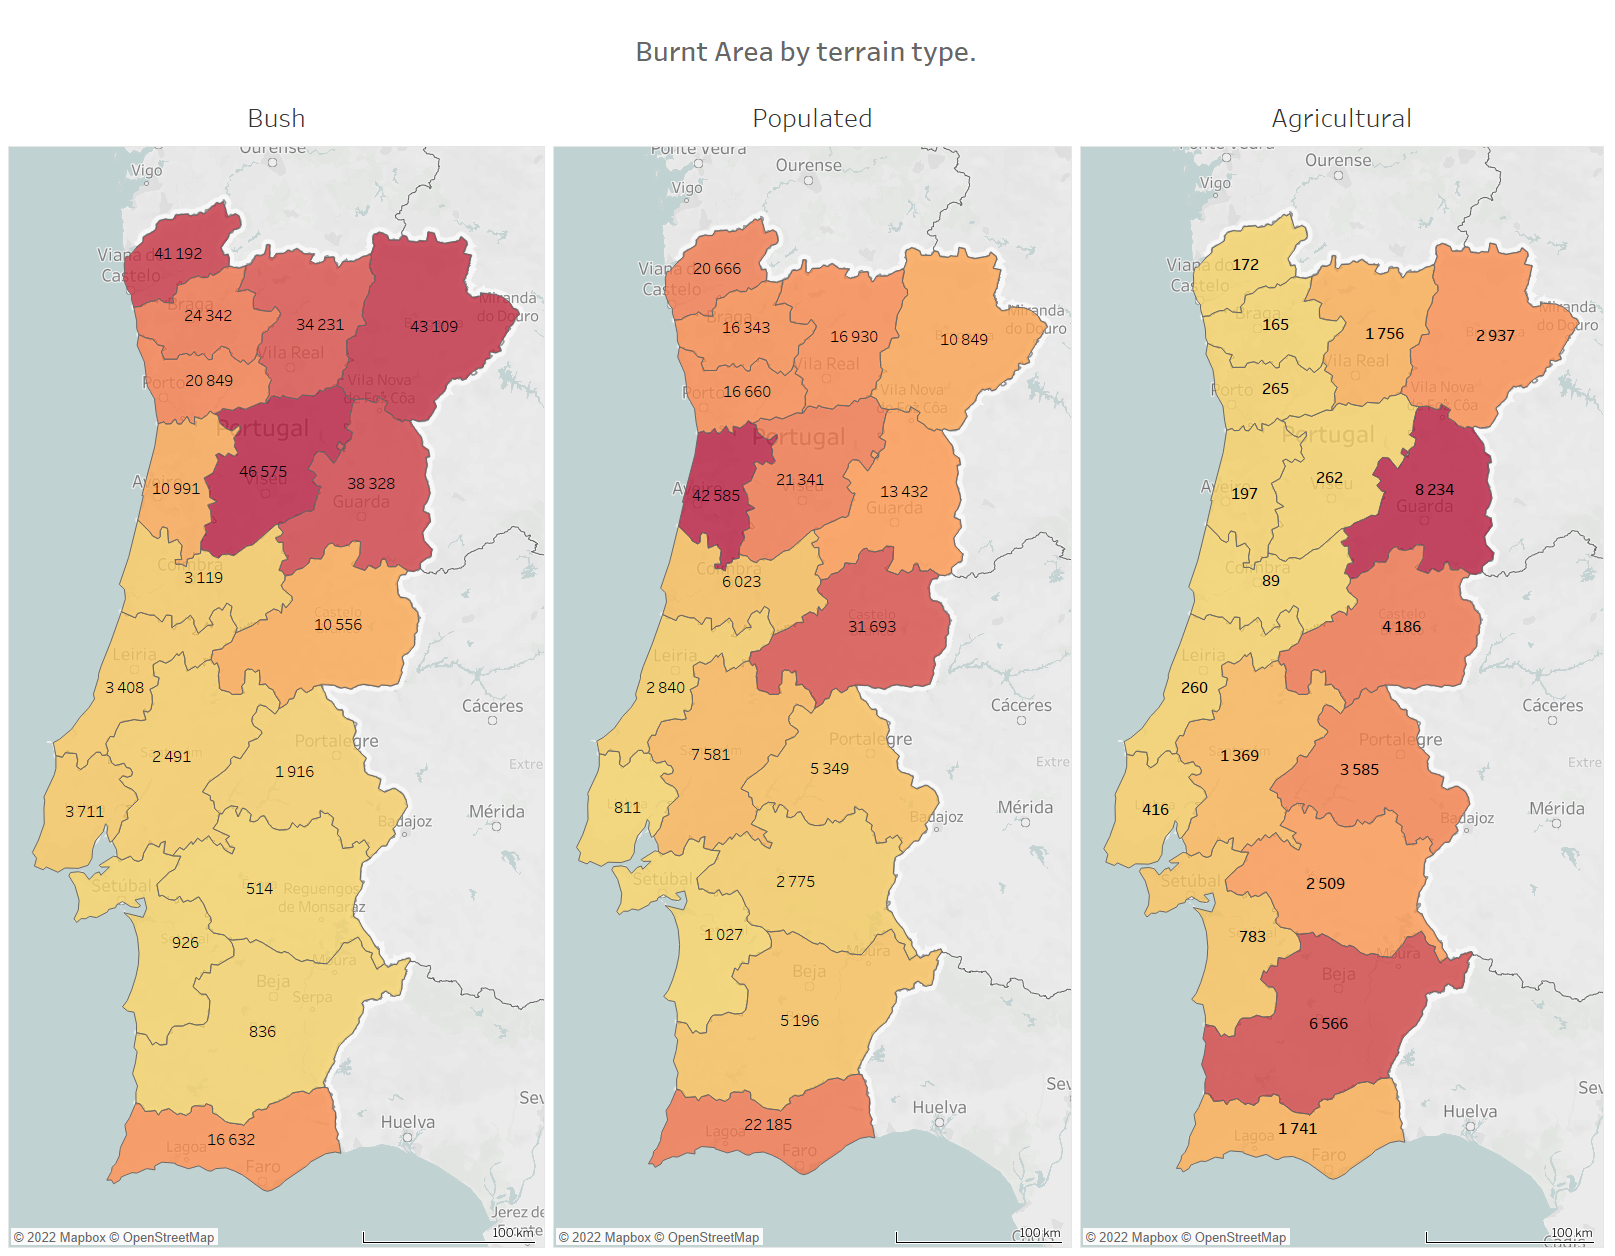 Burnt Area by terrain type.
Bush
Populated
Agricultural
Ourense
Vigo
Viana do
Castelo
41 192
Braga
24 342
34 231
Vila Real
43 109
Miranda
do Douro
Porto
20 849
Vila Nova
de Foz Côa
Portugal
46 575
Viseu
Aveiro
10 991
38 328
Guarda
Coimbra
3 119
Castelo
10 556
Leiria
3 408
Cáceres
2 491
Portalegre
1 916
Extre
3 711
Badajoz
Mérida
Setúbal
514
Reguengos
de Monsaraz
926
Moura
Beja
Serpa
836
Sev
Huelva
16 632
Lagoa
Faro
Jerez de
100 km
© 2022 Mapbox © OpenStreetMap
Ponte Vedra
Ourense
Vigo
20 666
Viana do
Castelo
Braga
16 343
16 930
Vila Real
10 849
Miranda
do Douro
Porto
16 660
Vila Nova
de Foz Côa
Portugal
Aveiro
42 585
21 341
Viseu
13 432
Guarda
Coimbra
6 023
Castelo
31 693
Leiria
2 840
Cáceres
7 581
Portalegre
5 349
Extre
811
Badajoz
Mérida
Setúbal
2 775
1 027
Moura
Beja
5 196
Sev
Huelva
22 185
Lagoa
Faro
100 km
© 2022 Mapbox © OpenStreetMap
Ponte Vedra
Ourense
Vigo
172
Viana do
Castelo
Braga
165
1 756
Vila Real
2 937
Miranda
do Douro
Porto
265
Vila Nova
de Foz Côa
Portugal
262
Viseu
Aveiro
197
8 234
Guarda
Coimbra
89
Castelo
4 186
Leiria
260
Cáceres
1 369
Portalegre
3 585
Extre
416
Badajoz
Mérida
Setúbal
2 509
783
Moura
Beja
6 566
Sev
Huelva
1 741
Lagoa
Faro
100 km
© 2022 Mapbox © OpenStreetMap